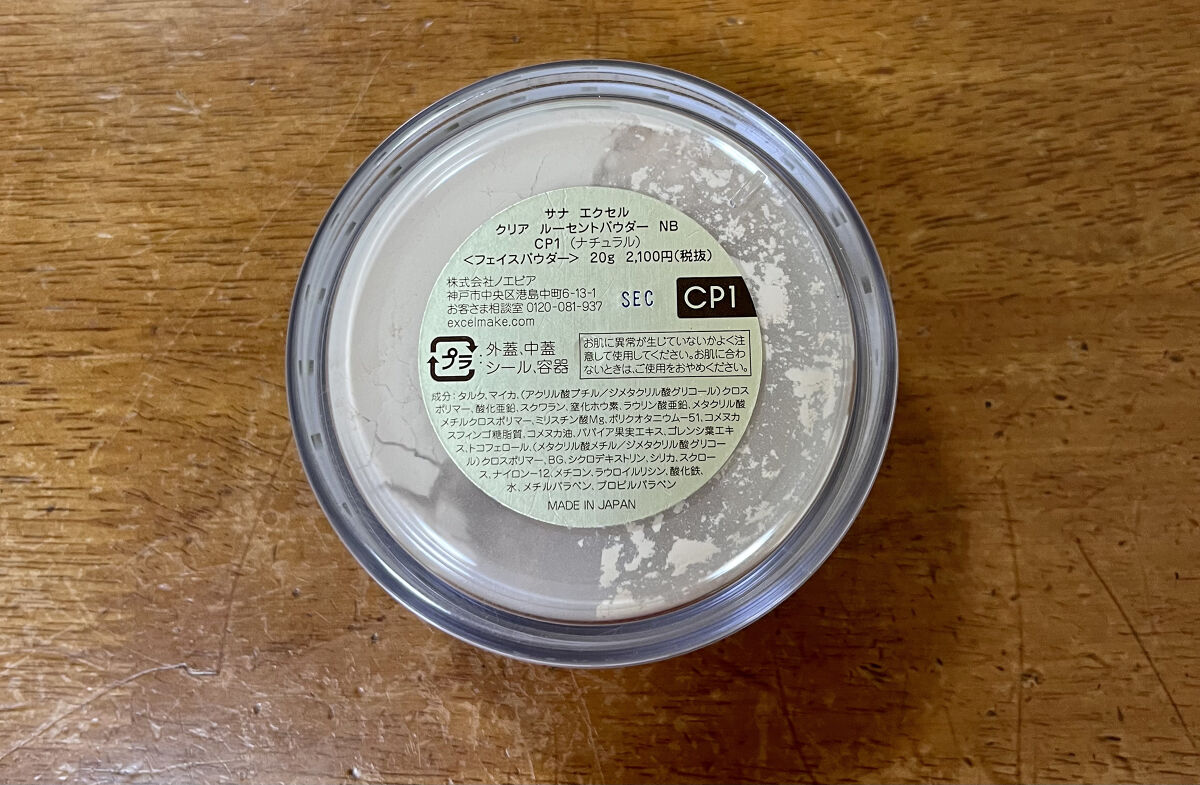 サナ エクセル
クリア ルーセントパウダー NB
CP1 (ナチュラル)
<フェイスパウダー> 20g 2,100円(税抜)
株式会社ノエビア
神戸市中央区港島中町6-13-1
お客さま相談室 0120-081-937
excelmake.com
SEC
CP1
プラ
: 外蓋、中蓋
シール、容器
お肌に異常が生じていないかよく注
意して使用してください。お肌に合わ
ないときは、ご使用をおやめください。
成分: タルク、マイカ、(アクリル酸ブチル/ジメタクリル酸グリコール)クロス
ポリマー、酸化亜鉛、スクワラン、窒化ホウ素、ラウリン酸亜鉛、メタクリル酸
メチルクロスポリマー、ミリスチン酸Mg、ポリクオタニウム-51、コメヌカ
スフィンゴ糖脂質、コメヌカ油、パパイア果実エキス、ゴレンシ葉エキ
ス、トコフェロール、(メタクリル酸メチル/ジメタクリル酸グリコー
ル)クロスポリマー、BG、シクロデキストリン、シリカ、スクロー
ス、ナイロン-12、メチコン、ラウロイルリシン、酸化鉄、
水、メチルパラベン、プロピルパラベン
MADE IN JAPAN